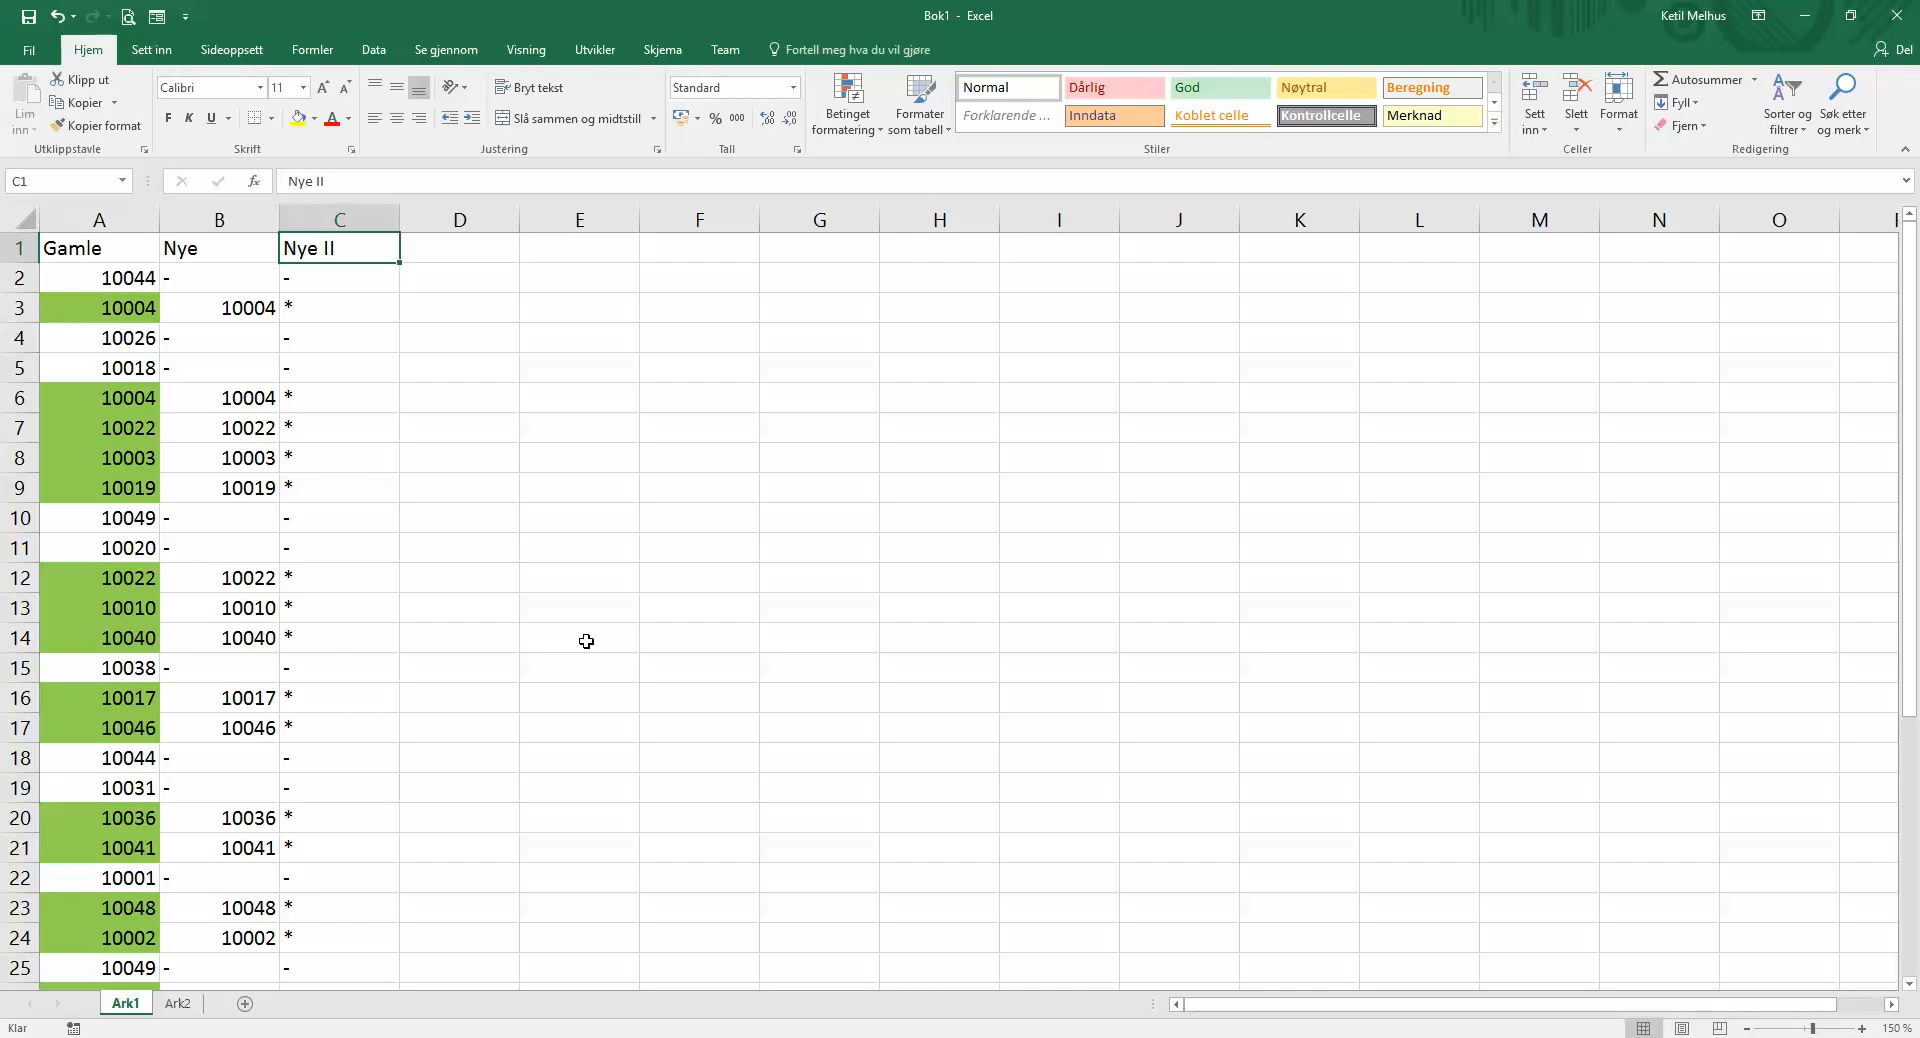 Bok1 - Excel
Ketil Melhus
Fil Hjem Sett inn Sideoppsett Formler Data Se gjennom Visning Utvikler Skjema Team Fortell meg hva du vil gjøre Del
Lim inn
Klipp ut
Kopier
Kopier format
Utklippstavle
Calibri 11
F K U
Skrift
Bryt tekst
Slå sammen og midtstill
Justering
Standard
% 000
Tall
Betinget formatering
Formater som tabell
Normal Dårlig God Nøytral Beregning
Forklarende ... Inndata Koblet celle Kontrollcelle Merknad
Stiler
Sett inn
Slett
Format
Celler
Autosummer
Fyll
Fjern
Sorter og filtrer
Søk etter og merk
Redigering
C1 fx Nye II
A B C D E F G H I J K L M N O
1 Gamle Nye Nye II
2 10044 - -
3 10004 10004 *
4 10026 - -
5 10018 - -
6 10004 10004 *
7 10022 10022 *
8 10003 10003 *
9 10019 10019 *
10 10049 - -
11 10020 - -
12 10022 10022 *
13 10010 10010 *
14 10040 10040 *
15 10038 - -
16 10017 10017 *
17 10046 10046 *
18 10044 - -
19 10031 - -
20 10036 10036 *
21 10041 10041 *
22 10001 - -
23 10048 10048 *
24 10002 10002 *
25 10049 - -
Ark1 Ark2
Klar
150 %